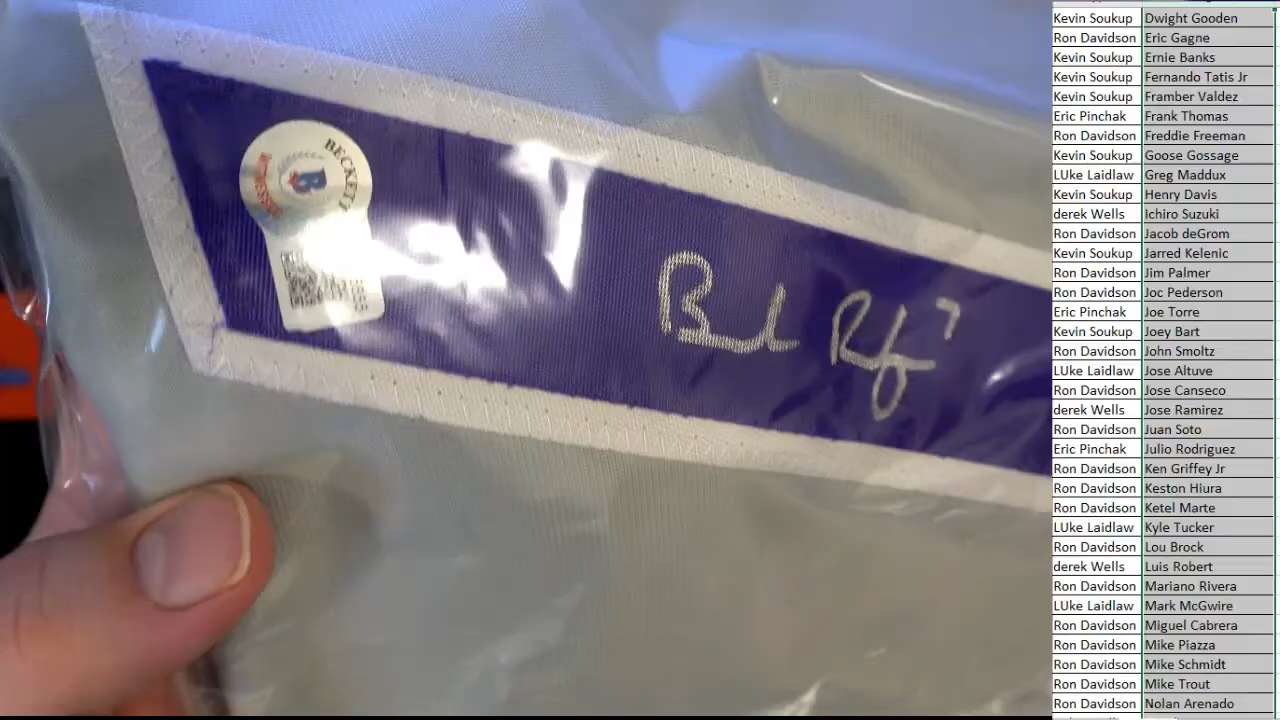 BECKETT
B
Kevin Soukup Dwight Gooden
Ron Davidson Eric Gagne
Kevin Soukup Ernie Banks
Kevin Soukup Fernando Tatis Jr
Kevin Soukup Framber Valdez
Eric Pinchak Frank Thomas
Ron Davidson Freddie Freeman
Kevin Soukup Goose Gossage
LUke Laidlaw Greg Maddux
Kevin Soukup Henry Davis
derek Wells Ichiro Suzuki
Ron Davidson Jacob deGrom
Kevin Soukup Jarred Kelenic
Ron Davidson Jim Palmer
Ron Davidson Joc Pederson
Eric Pinchak Joe Torre
Kevin Soukup Joey Bart
Ron Davidson John Smoltz
LUke Laidlaw Jose Altuve
Ron Davidson Jose Canseco
derek Wells Jose Ramirez
Ron Davidson Juan Soto
Eric Pinchak Julio Rodriguez
Ron Davidson Ken Griffey Jr
Ron Davidson Keston Hiura
Ron Davidson Ketel Marte
LUke Laidlaw Kyle Tucker
Ron Davidson Lou Brock
derek Wells Luis Robert
Ron Davidson Mariano Rivera
LUke Laidlaw Mark McGwire
Ron Davidson Miguel Cabrera
Ron Davidson Mike Piazza
Ron Davidson Mike Schmidt
Ron Davidson Mike Trout
Ron Davidson Nolan Arenado